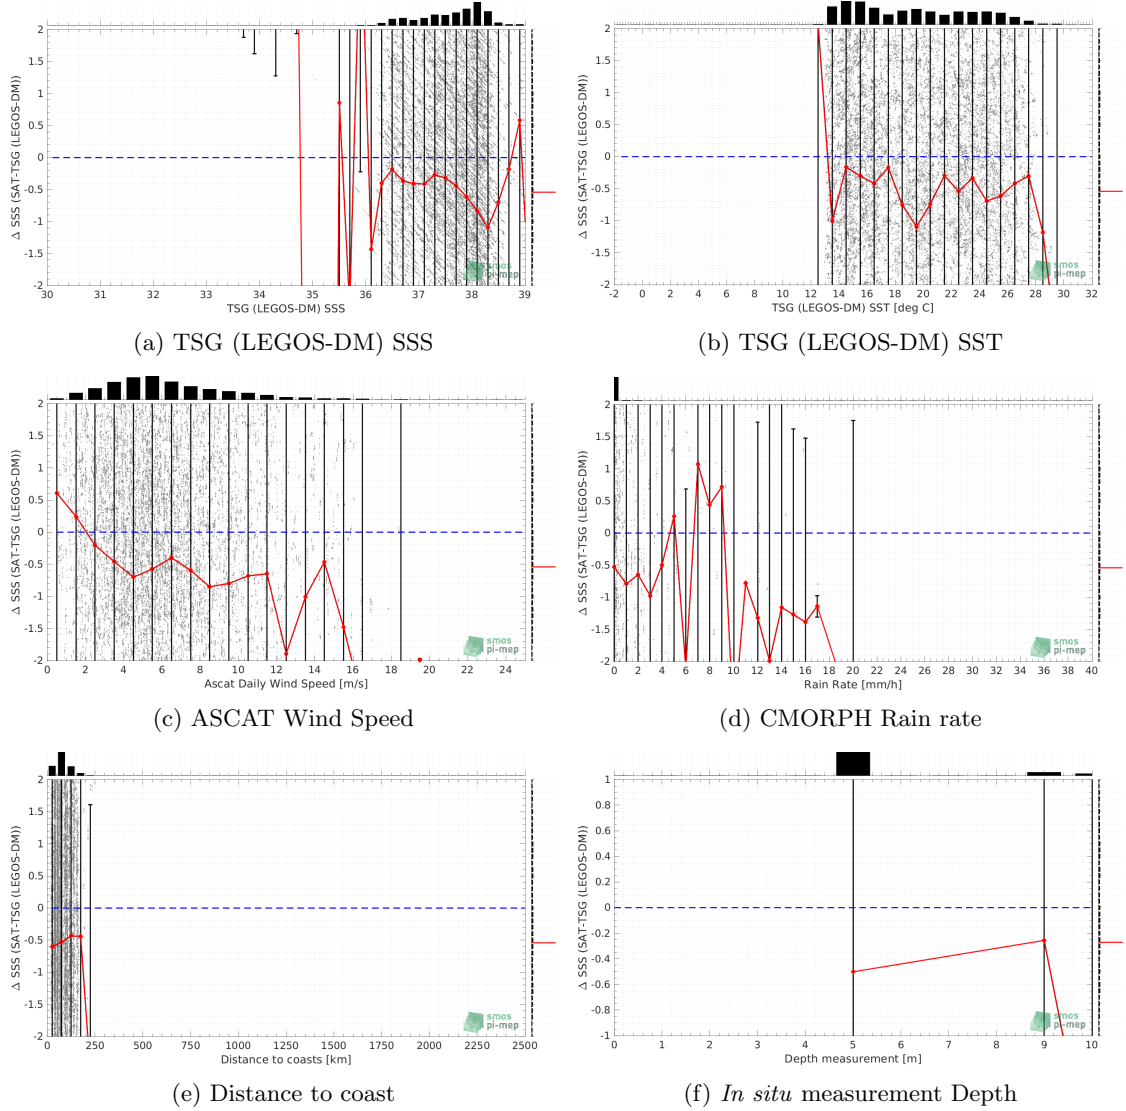 2
1.5
1
0.5
0
-0.5
-1
-1.5
-2
Δ SSS (SAT-TSG (LEGOS-DM))
30 31 32 33 34 35 36 37 38 39
TSG (LEGOS-DM) SSS
smos
pi-mep
(a) TSG (LEGOS-DM) SSS
2
1.5
1
0.5
0
-0.5
-1
-1.5
-2
Δ SSS (SAT-TSG (LEGOS-DM))
-2 0 2 4 6 8 10 12 14 16 18 20 22 24 26 28 30 32
TSG (LEGOS-DM) SST [deg C]
smos
pi-mep
(b) TSG (LEGOS-DM) SST
2
1.5
1
0.5
0
-0.5
-1
-1.5
-2
Δ SSS (SAT-TSG (LEGOS-DM))
0 2 4 6 8 10 12 14 16 18 20 22 24
Ascat Daily Wind Speed [m/s]
smos
pi-mep
(c) ASCAT Wind Speed
2
1.5
1
0.5
0
-0.5
-1
-1.5
-2
Δ SSS (SAT-TSG (LEGOS-DM))
0 2 4 6 8 10 12 14 16 18 20 22 24 26 28 30 32 34 36 38 40
Rain Rate [mm/h]
smos
pi-mep
(d) CMORPH Rain rate
2
1.5
1
0.5
0
-0.5
-1
-1.5
-2
Δ SSS (SAT-TSG (LEGOS-DM))
0 250 500 750 1000 1250 1500 1750 2000 2250 2500
Distance to coasts [km]
smos
pi-mep
(e) Distance to coast
1
0.8
0.6
0.4
0.2
0
-0.2
-0.4
-0.6
-0.8
-1
Δ SSS (SAT-TSG (LEGOS-DM))
0 1 2 3 4 5 6 7 8 9 10
Depth measurement [m]
smos
pi-mep
(f) In situ measurement Depth